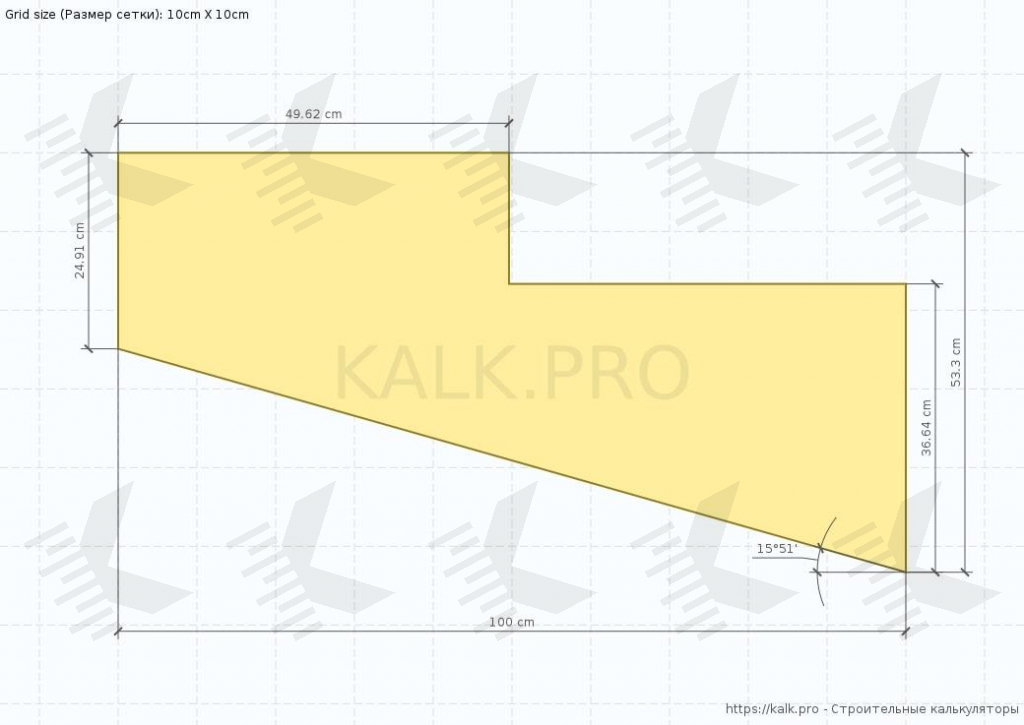 Grid size (Размер сетки): 10cm X 10cm
49.62 cm
24.91 cm
KALK.PRO
53.3 cm
36.64 cm
15°51'
100 cm
https://kalk.pro - Строительные калькуляторы